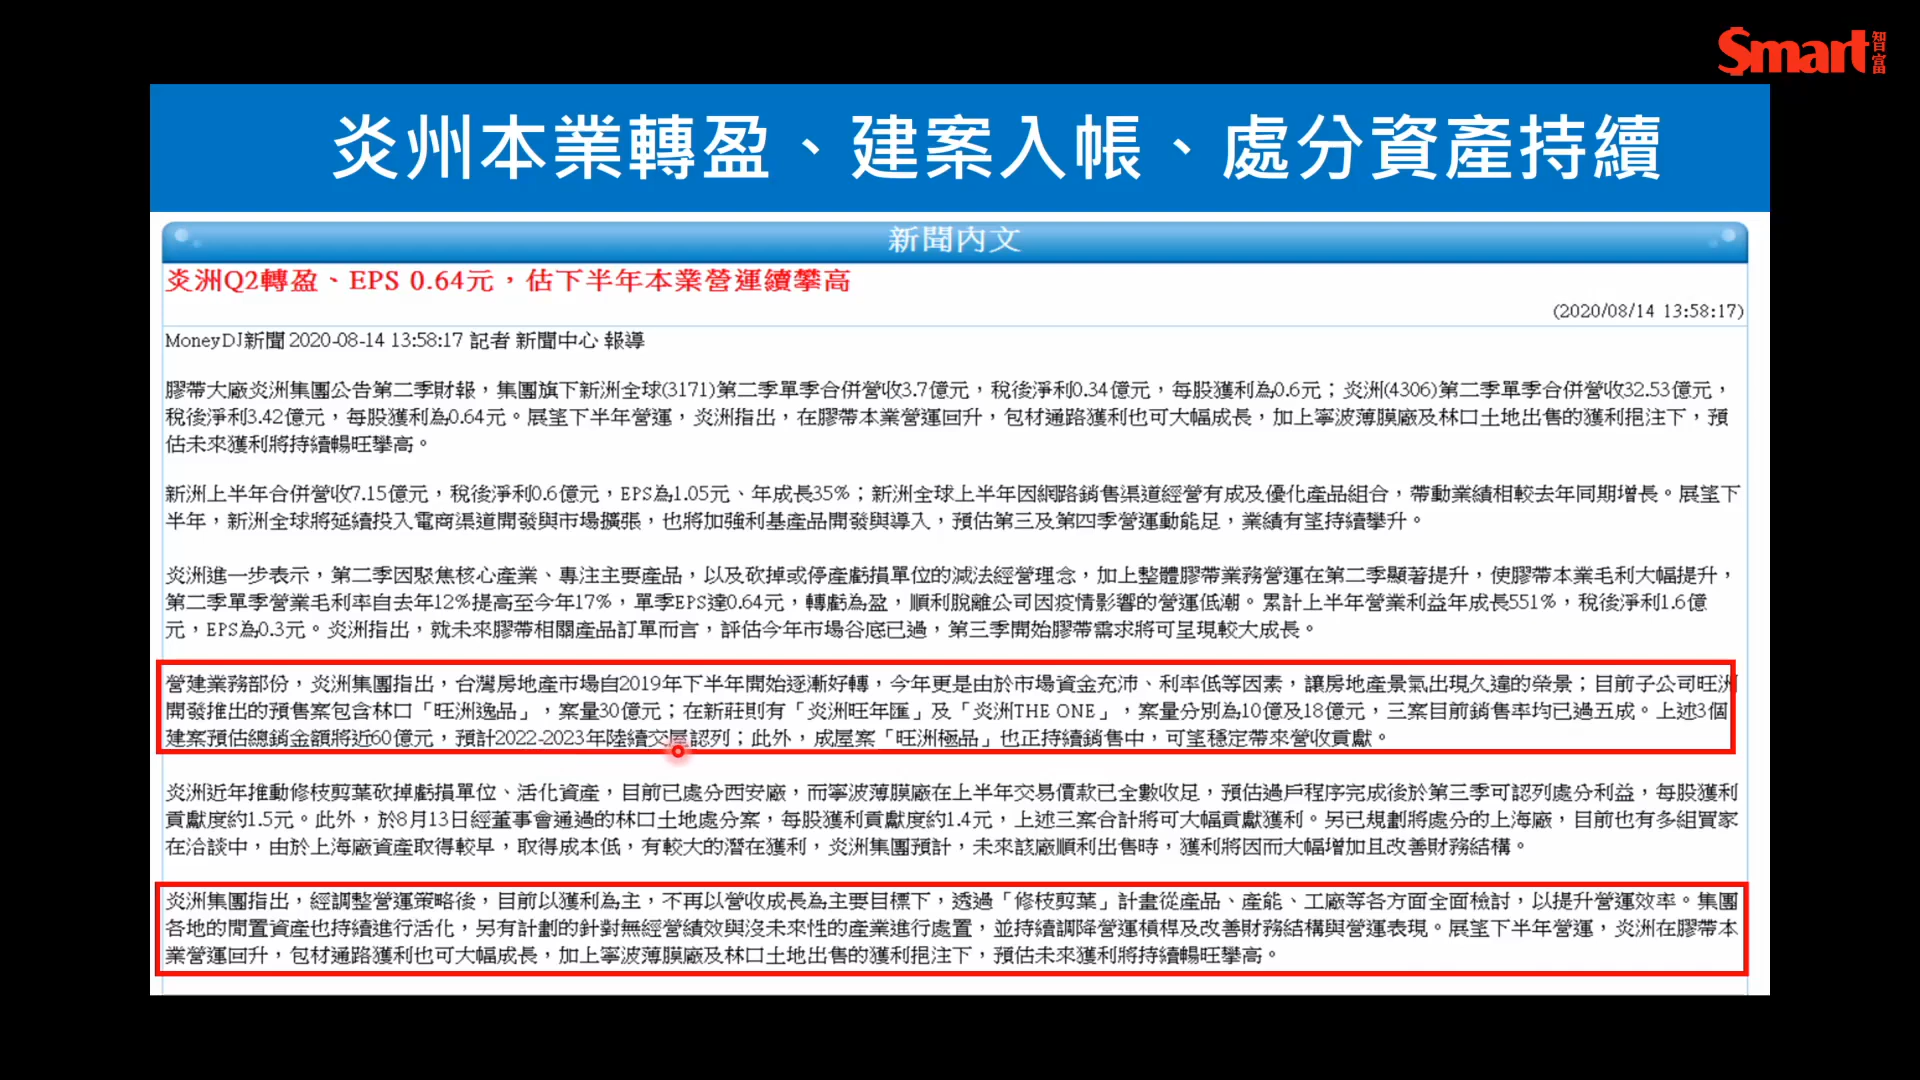 Smart智富
炎州本業轉盈、建案入帳、處分資產持續
新聞內文
炎洲Q2轉盈、EPS 0.64元，估下半年本業營運續攀高
(2020/08/14 13:58:17)
MoneyDJ新聞 2020-08-14 13:58:17 記者 新聞中心 報導
膠帶大廠炎洲集團公告第二季財報，集團旗下新洲全球(3171)第二季單季合併營收3.7億元，稅後淨利0.34億元，每股獲利為0.6元；炎洲(4306)第二季單季合併營收32.53億元，
稅後淨利3.42億元，每股獲利為0.64元。展望下半年營運，炎洲指出，在膠帶本業營運回升，包材通路獲利也可大幅成長，加上寧波薄膜廠及林口土地出售的獲利挹注下，預
估未來獲利將持續暢旺攀高。
新洲上半年合併營收7.15億元，稅後淨利0.6億元，EPS為1.05元、年成長35%；新洲全球上半年因網路銷售渠道經營有成及優化產品組合，帶動業績相較去年同期增長。展望下
半年，新洲全球將延續投入電商渠道開發與市場擴張，也將加強利基產品開發與導入，預估第三及第四季營運動能足，業績有望持續攀升。
炎洲進一步表示，第二季因聚焦核心產業、專注主要產品，以及砍掉或停產虧損單位的減法經營理念，加上整體膠帶業務營運在第二季顯著提升，使膠帶本業毛利大幅提升，
第二季單季營業毛利率自去年12%提高至今年17%，單季EPS達0.64元，轉虧為盈，順利脫離公司因疫情影響的營運低潮。累計上半年營業利益年成長551%，稅後淨利1.6億
元，EPS為0.3元。炎洲指出，就未來膠帶相關產品訂單而言，評估今年市場谷底已過，第三季開始膠帶需求將可呈現較大成長。
營建業務部份，炎洲集團指出，台灣房地產市場自2019年下半年開始逐漸好轉，今年更是由於市場資金充沛、利率低等因素，讓房地產景氣出現久違的榮景；目前子公司旺洲
開發推出的預售案包含林口「旺洲逸品」，案量30億元；在新莊則有「炎洲旺年匯」及「炎洲THE ONE」，案量分別為10億及18億元，三案目前銷售率均已過五成。上述3個
建案預估總銷金額將近60億元，預計2022-2023年陸續交屋認列；此外，成屋案「旺洲極品」也正持續銷售中，可望穩定帶來營收貢獻。
炎洲近年推動修枝剪葉砍掉虧損單位、活化資產，目前已處分西安廠，而寧波薄膜廠在上半年交易價款已全數收足，預估過戶程序完成後於第三季可認列處分利益，每股獲利
貢獻度約1.5元。此外，於8月13日經董事會通過的林口土地處分案，每股獲利貢獻度約1.4元，上述三案合計將可大幅貢獻獲利。另已規劃將處分的上海廠，目前也有多組買家
在洽談中，由於上海廠資產取得較早，取得成本低，有較大的潛在獲利，炎洲集團預計，未來該廠順利出售時，獲利將因而大幅增加且改善財務結構。
炎洲集團指出，經調整營運策略後，目前以獲利為主，不再以營收成長為主要目標下，透過「修枝剪葉」計畫從產品、產能、工廠等各方面全面檢討，以提升營運效率。集團
各地的閒置資產也持續進行活化，另有計劃的針對無經營績效與沒未來性的產業進行處置，並持續調降營運槓桿及改善財務結構與營運表現。展望下半年營運，炎洲在膠帶本
業營運回升，包材通路獲利也可大幅成長，加上寧波薄膜廠及林口土地出售的獲利挹注下，預估未來獲利將持續暢旺攀高。